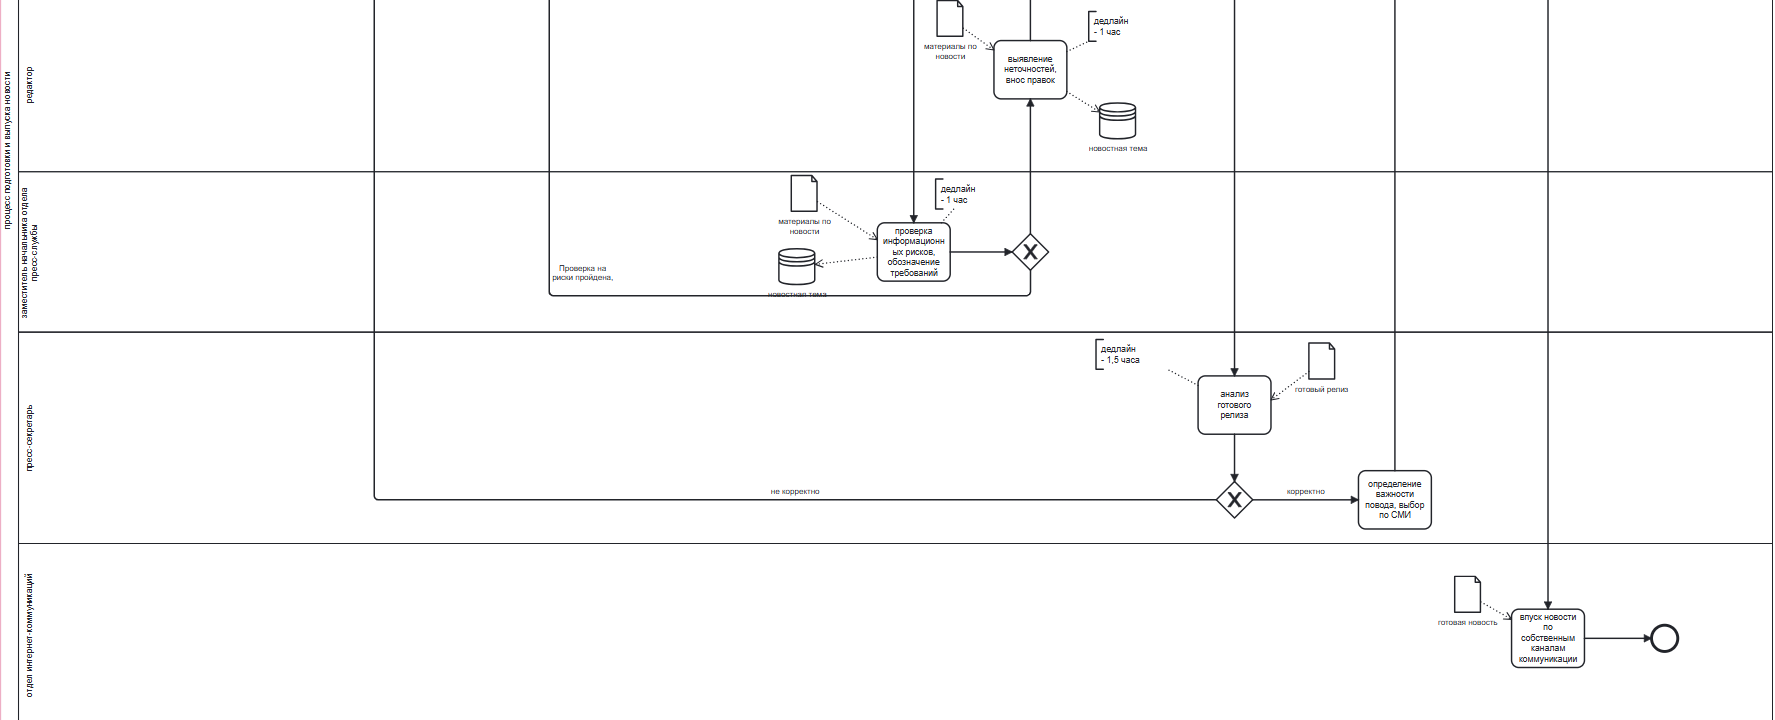 процесс подготовки и выпуска новости
редактор
материалы по
новости
дедлайн
- 1 час
выявление
неточностей,
внос правок
новостная тема
заместитель начальника отдела
пресс-службы
материалы по
новости
дедлайн
- 1 час
проверка
информационн
ых рисков,
обозначение
требований
новостная тема
Проверка на
риски пройдена,
пресс-секретарь
дедлайн
- 1,5 часа
готовый релиз
анализ
готового
релиза
не корректно
корректно
определение
важности
повода, выбор
по СМИ
отдел интернет-коммуникаций
готовая новость
впуск новости
по
собственным
каналам
коммуникации